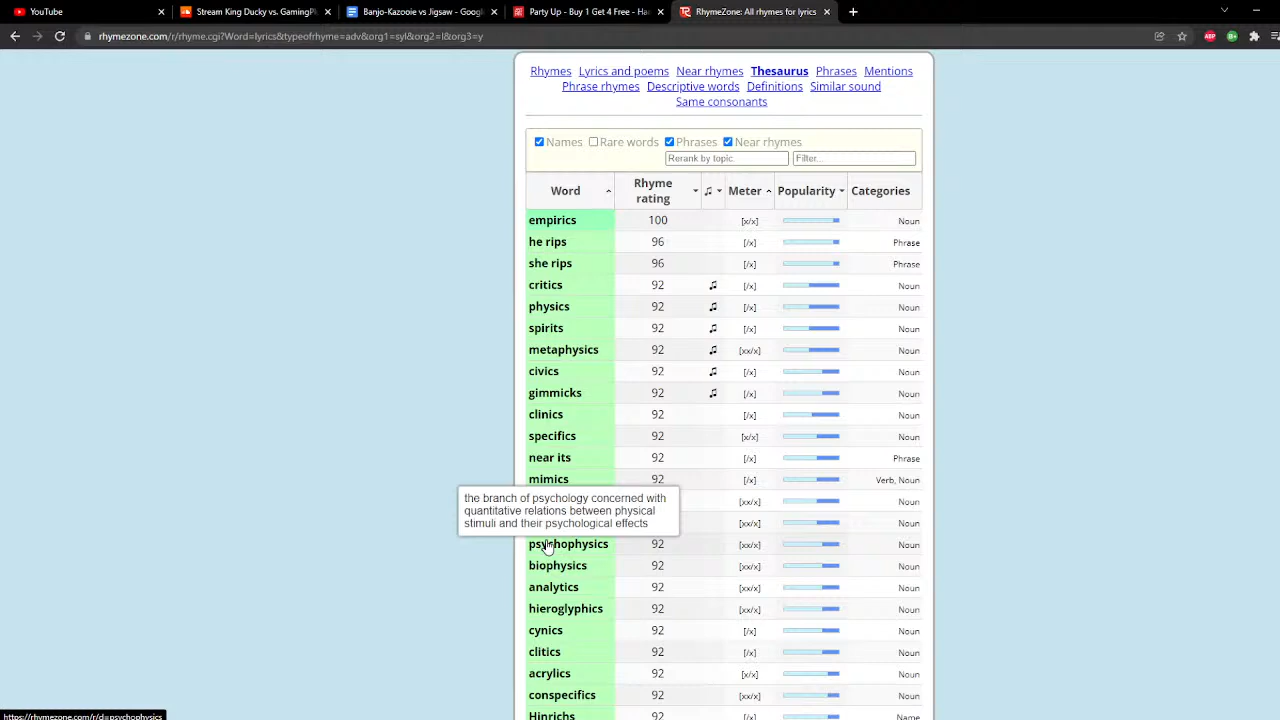 YouTube
Stream King Ducky vs. GamingP
Banjo-Kazooie vs Jigsaw - Googl
Party Up - Buy 1 Get 4 Free - Ha
RhymeZone: All rhymes for lyrics
rhymezone.com/r/rhyme.cgi?Word=lyrics&typeofrhyme=adv&org1=syl&org2=l&org3=y
Rhymes Lyrics and poems Near rhymes Thesaurus Phrases Mentions
Phrase rhymes Descriptive words Definitions Similar sound
Same consonants
Names Rare words Phrases Near rhymes
Rerank by topic. Filter...
Word Rhyme rating ♫ Meter Popularity Categories
empirics 100 [x/x] Noun
he rips 96 [/x] Phrase
she rips 96 [/x] Phrase
critics 92 ♫ [/x] Noun
physics 92 ♫ [/x] Noun
spirits 92 ♫ [/x] Noun
metaphysics 92 ♫ [xx/x] Noun
civics 92 ♫ [/x] Noun
gimmicks 92 ♫ [/x] Noun
clinics 92 [/x] Noun
specifics 92 [x/x] Noun
near its 92 [/x] Phrase
mimics 92 [/x] Verb, Noun
the branch of psychology concerned with
quantitative relations between physical
stimuli and their psychological effects
[xx/x] Noun
[xx/x] Noun
psychophysics 92 [xx/x] Noun
biophysics 92 [xx/x] Noun
analytics 92 [xx/x] Noun
hieroglyphics 92 [xx/x] Noun
cynics 92 [/x] Noun
clitics 92 [/x] Noun
acrylics 92 [x/x] Noun
conspecifics 92 [xx/x] Noun
Hinrichs 92 [/x] Name
https://rhymezone.com/r/d=psychophysics